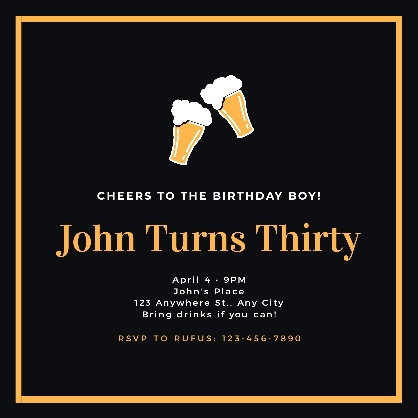 CHEERS TO THE BIRTHDAY BOY!
John Turns Thirty
April 4 - 9PM
John's Place
123 Anywhere St., Any City
Bring drinks if you can!
RSVP TO RUFUS: 123-456-7890